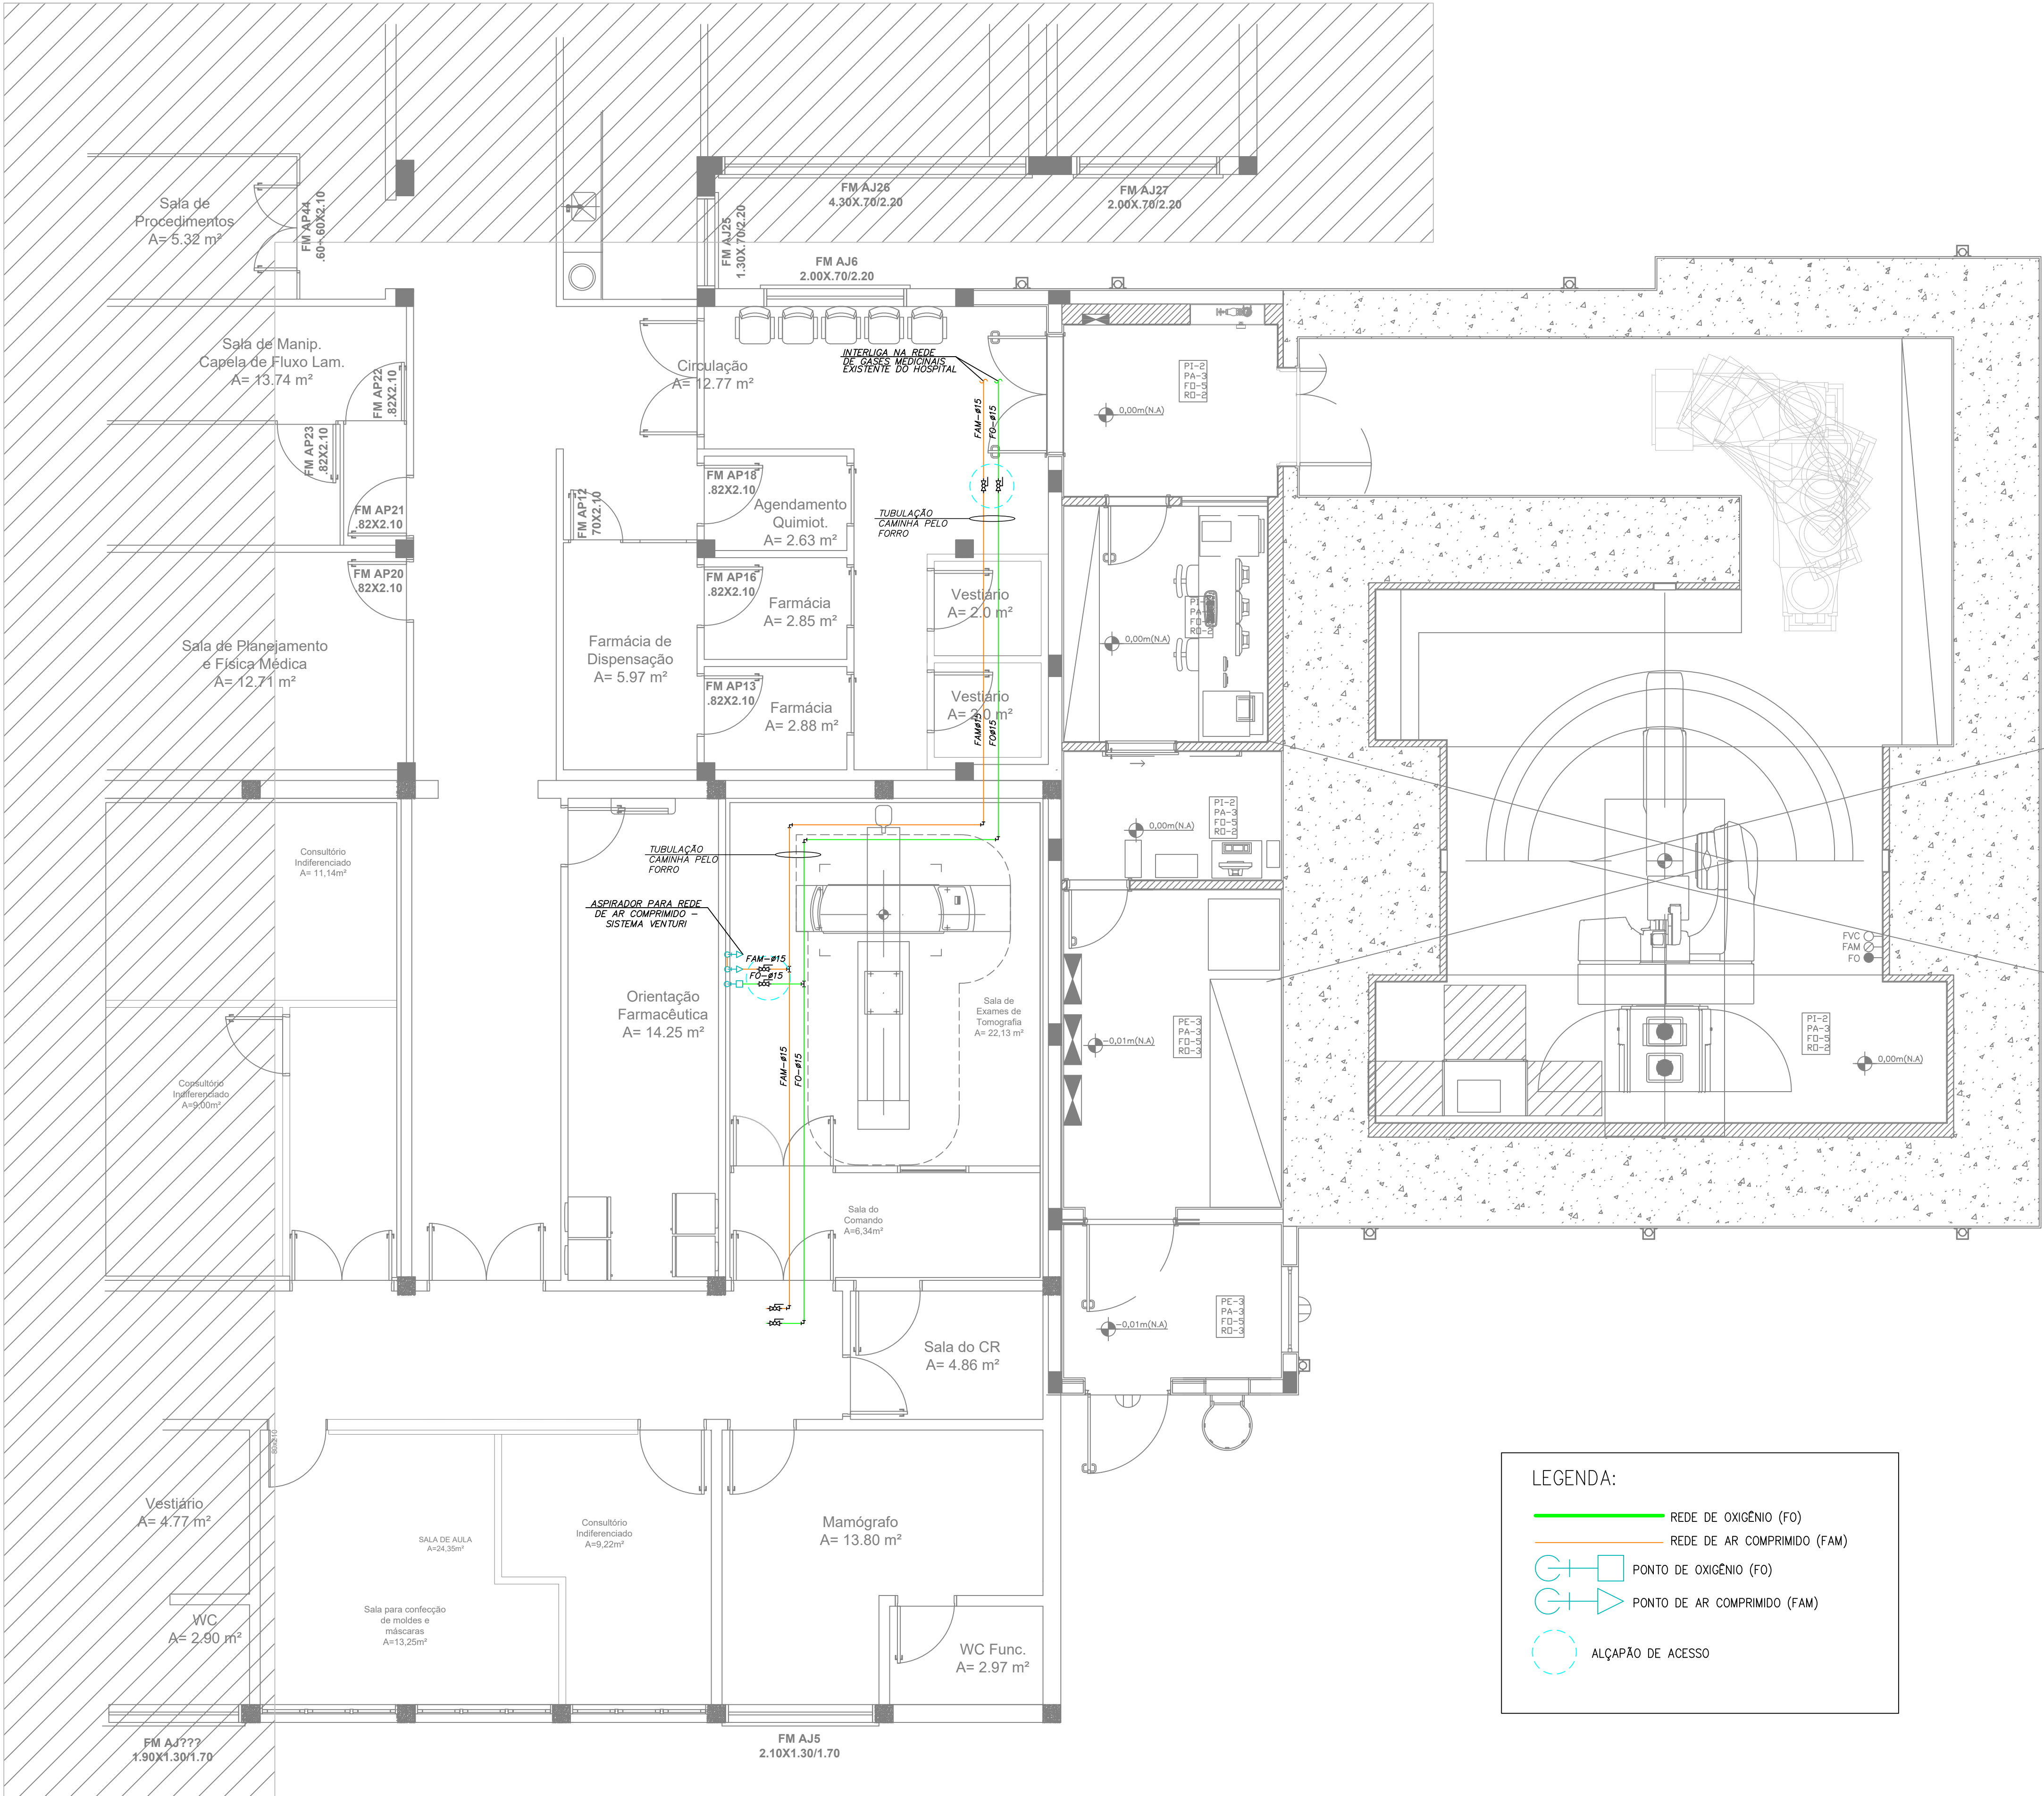 FM AJ26
4.30X.70/2.20
FM AJ27
2.00X.70/2.20
Sala de
Procedimentos
A= 5.32 m²
FM AP44
.60+.60X2.10
FM AJ25
1.30X.70/2.20
FM AJ6
2.00X.70/2.20
Sala de Manip.
Capela de Fluxo Lam.
A= 13.74 m²
FM AP22
.82X2.10
FM AP23
.82X2.10
FM AP21
.82X2.10
FM AP20
82X2.10
Circulação
A= 12.77 m²
INTERLIGA NA REDE
DE GASES MEDICINAIS
EXISTENTE DO HOSPITAL
FAM-ø15
FO-ø15
PI-2
PA-3
FO-5
RO-2
0,00m(N.A)
FM AP12
70X2.10
FM AP18
.82X2.10
Agendamento
Quimiot.
A= 2.63 m²
TUBULAÇÃO
CAMINHA PELO
FORRO
FM AP16
.82X2.10
Farmácia
A= 2.85 m²
Vestiário
A= 2.0 m²
PI-2
PA-3
FO-5
RO-2
0,00m(N.A)
Sala de Planejamento
e Física Médica
A= 12.71 m²
Farmácia de
Dispensação
A= 5.97 m²
FM AP13
.82X2.10
Farmácia
A= 2.88 m²
Vestiário
A= 2.0 m²
FAMø15
FOø15
PI-2
PA-3
FO-5
RO-2
0,00m(N.A)
Consultório
Indiferenciado
A= 11,14m²
TUBULAÇÃO
CAMINHA PELO
FORRO
ASPIRADOR PARA REDE
DE AR COMPRIMIDO –
SISTEMA VENTURI
FAM-ø15
FO-ø15
FVC
FAM
FO
Orientação
Farmacêutica
A= 14.25 m²
Sala de
Exames de
Tomografia
A= 22,13 m²
PE-3
PA-3
FO-5
RO-3
-0,01m(N.A)
PI-2
PA-3
FO-5
RO-2
0,00m(N.A)
FAM-ø15
FO-ø15
Consultório
Indiferenciado
A=9,00m²
Sala do
Comando
A=6,34m²
PE-3
PA-3
FO-5
RO-3
-0,01m(N.A)
Sala do CR
A= 4.86 m²
80x210
Vestiário
A= 4.77 m²
SALA DE AULA
A=24,35m²
Consultório
Indiferenciado
A=9,22m²
Mamógrafo
A= 13.80 m²
WC
A= 2.90 m²
Sala para confecção
de moldes e
máscaras
A=13,25m²
WC Func.
A= 2.97 m²
FM AJ???
1.90X1.30/1.70
FM AJ5
2.10X1.30/1.70
LEGENDA:
REDE DE OXIGÊNIO (FO)
REDE DE AR COMPRIMIDO (FAM)
PONTO DE OXIGÊNIO (FO)
PONTO DE AR COMPRIMIDO (FAM)
ALÇAPÃO DE ACESSO